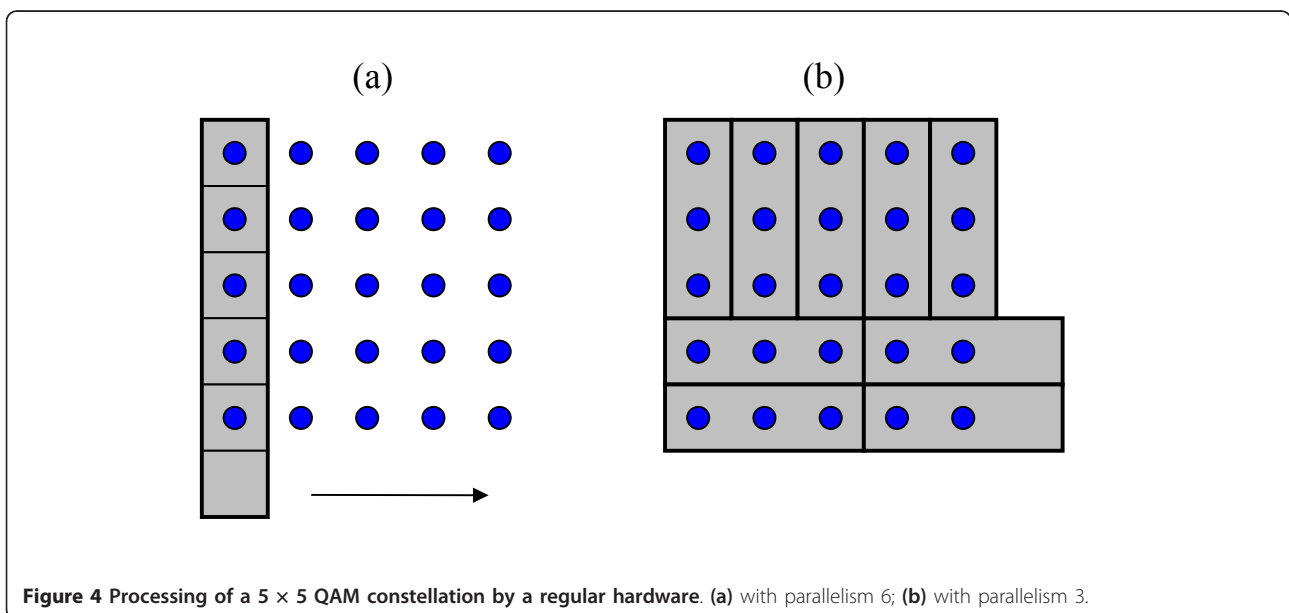 (a)
(b)
Figure 4 Processing of a 5 × 5 QAM constellation by a regular hardware. (a) with parallelism 6; (b) with parallelism 3.